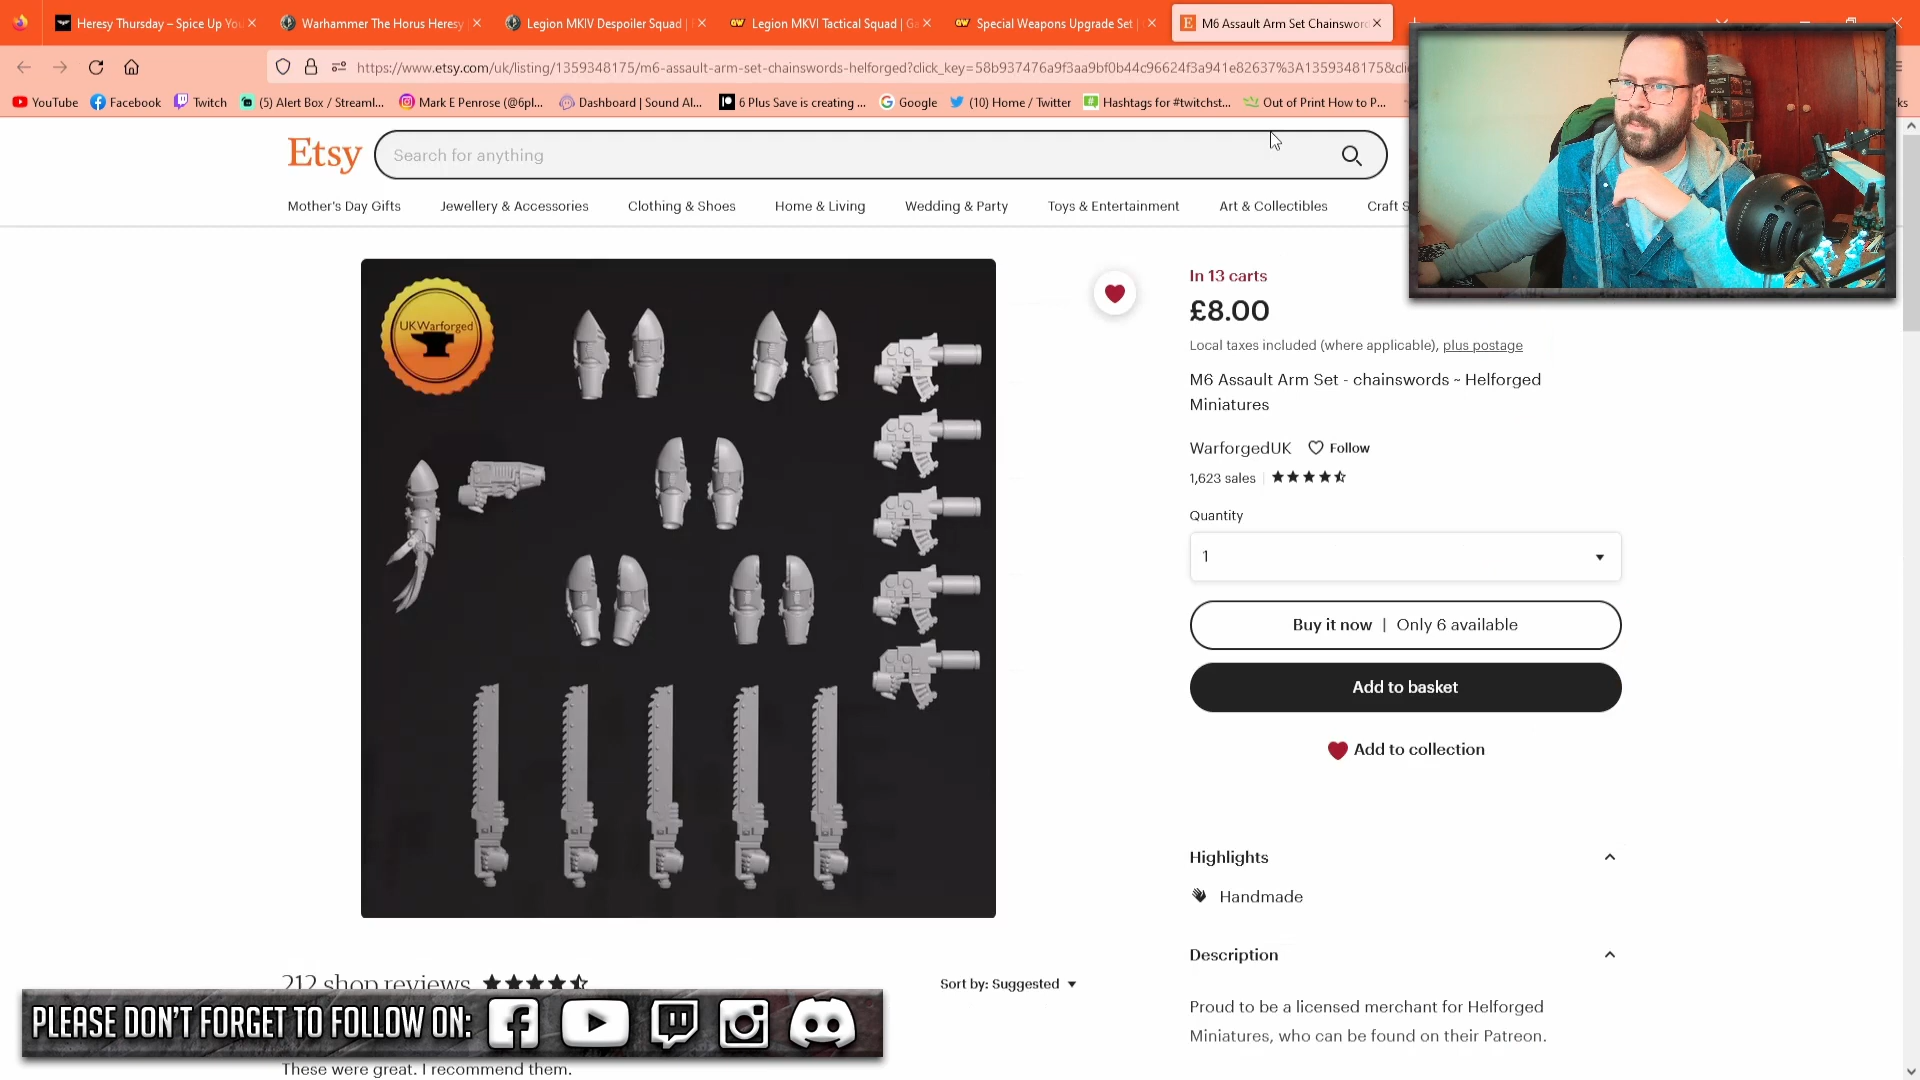 Heresy Thursday – Spice Up You
Warhammer The Horus Heresy
Legion MKIV Despoiler Squad |
Legion MKVI Tactical Squad | Ga
Special Weapons Upgrade Set |
M6 Assault Arm Set Chainsword
https://www.etsy.com/uk/listing/1359348175/m6-assault-arm-set-chainswords-helforged?click_key=58b937476a9f3aa9bf0b44c96624f3a941e82637%3A1359348175&clic
YouTube
Facebook
Twitch
(5) Alert Box / Streaml...
Mark E Penrose (@6pl...
Dashboard | Sound Al...
6 Plus Save is creating ...
Google
(10) Home / Twitter
Hashtags for #twitchst...
Out of Print How to P...
ks
Etsy
Search for anything
Mother's Day Gifts
Jewellery & Accessories
Clothing & Shoes
Home & Living
Wedding & Party
Toys & Entertainment
Art & Collectibles
Craft S
UKWarforged
In 13 carts
£8.00
Local taxes included (where applicable), plus postage
M6 Assault Arm Set - chainswords ~ Helforged
Miniatures
WarforgedUK
Follow
1,623 sales
Quantity
1
Buy it now | Only 6 available
Add to basket
Add to collection
Highlights
Handmade
Description
Proud to be a licensed merchant for Helforged
Miniatures, who can be found on their Patreon.
212 shop reviews
Sort by: Suggested
PLEASE DON'T FORGET TO FOLLOW ON:
These were great. I recommend them.